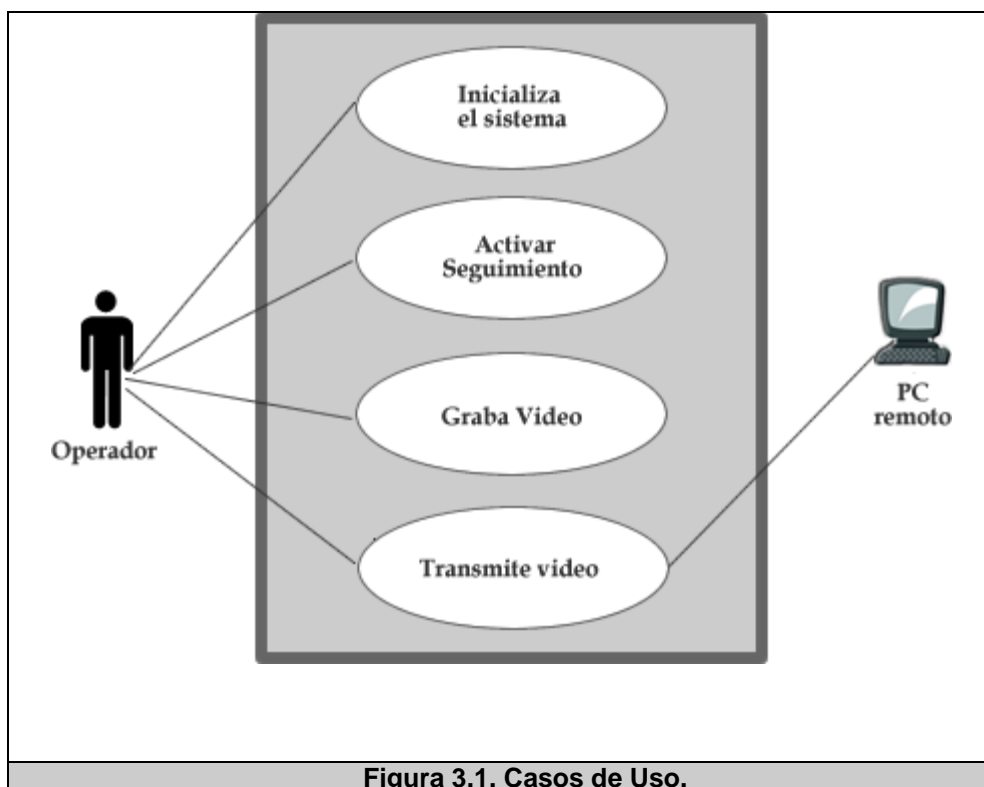 Inicializa
el sistema
Activar
Seguimiento
Graba Video
Transmite video
Operador
PC
remoto
Figura 3.1. Casos de Uso.